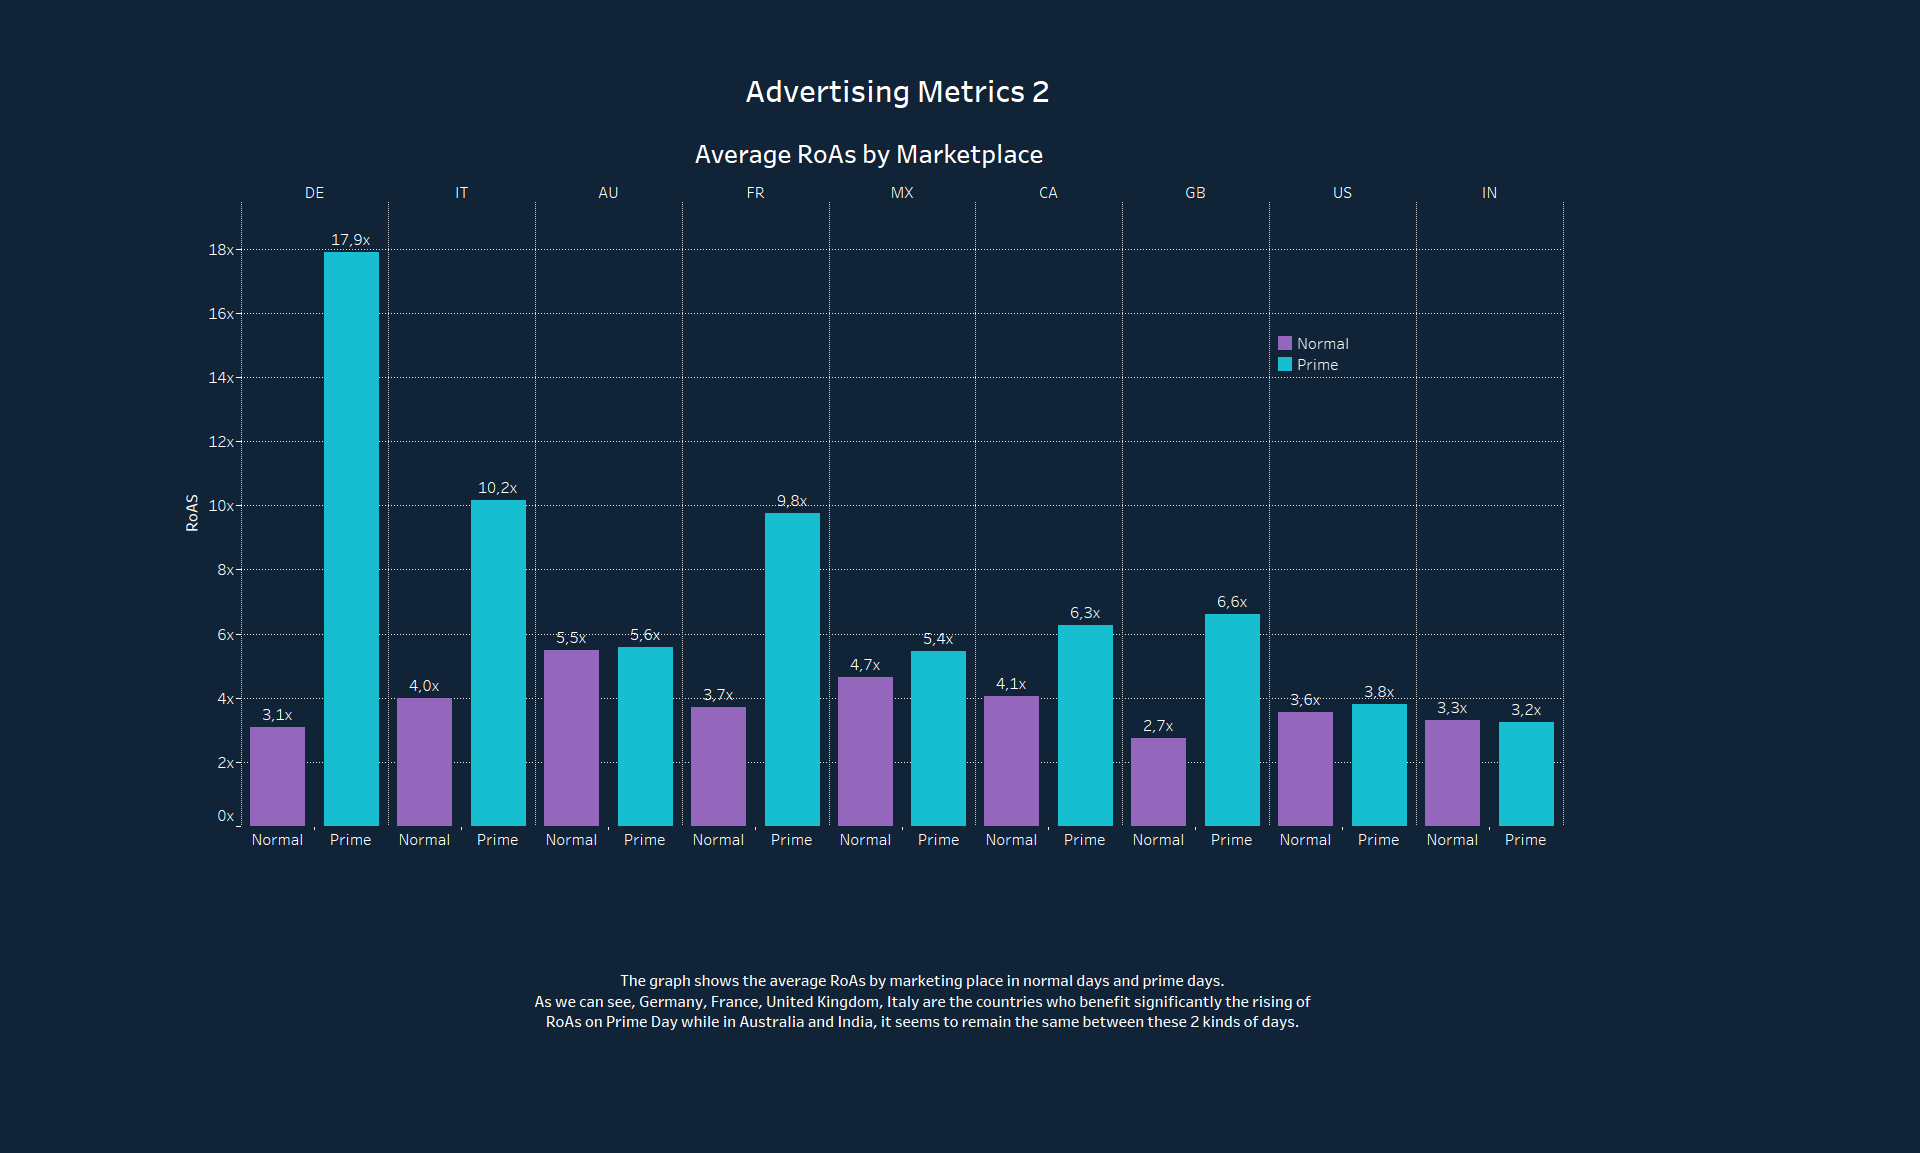 Advertising Metrics 2
Average RoAs by Marketplace
DE IT AU FR MX CA GB US IN
RoAS
18x
16x
14x
12x
10x
8x
6x
4x
2x
0x
3,1x 17,9x 4,0x 10,2x 5,5x 5,6x 3,7x 9,8x 4,7x 5,4x 4,1x 6,3x 2,7x 6,6x 3,6x 3,8x 3,3x 3,2x
Normal
Prime
Normal Prime Normal Prime Normal Prime Normal Prime Normal Prime Normal Prime Normal Prime Normal Prime Normal Prime
The graph shows the average RoAs by marketing place in normal days and prime days.
As we can see, Germany, France, United Kingdom, Italy are the countries who benefit significantly the rising of
RoAs on Prime Day while in Australia and India, it seems to remain the same between these 2 kinds of days.